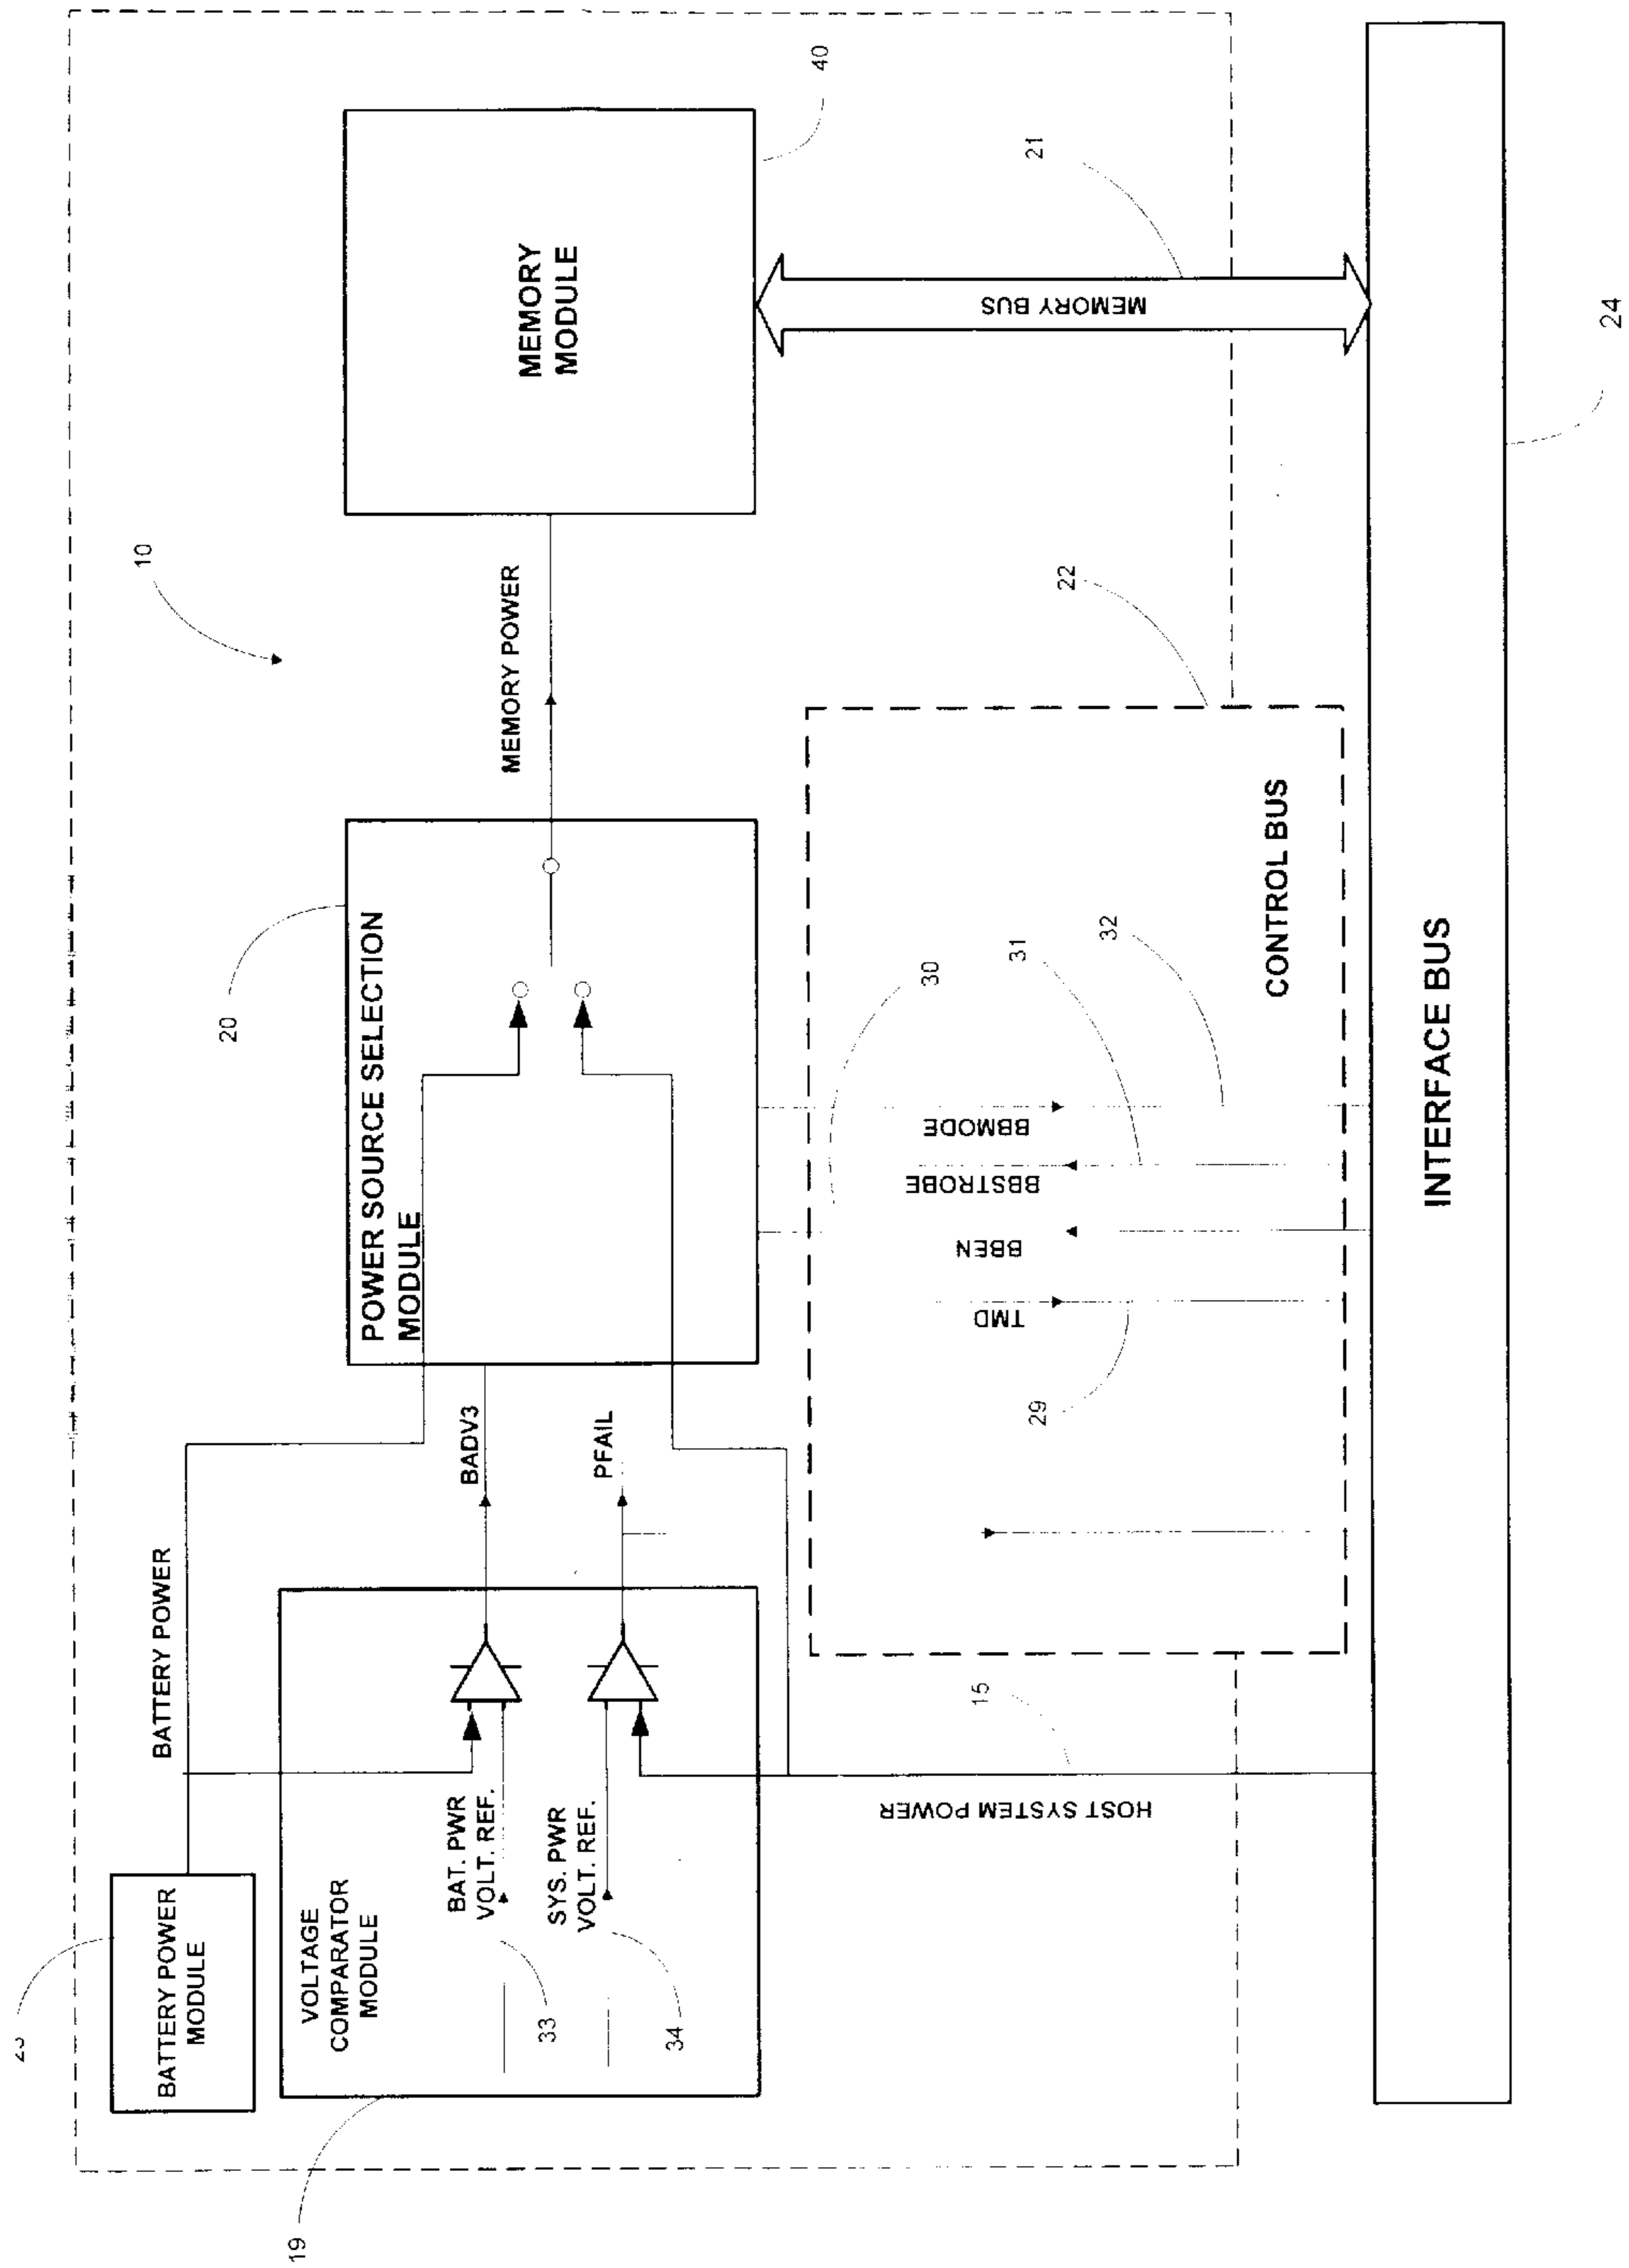 23
BATTERY POWER
MODULE
BATTERY POWER
10
19
VOLTAGE
COMPARATOR
MODULE
BAT. PWR
VOLT. REF.
33
SYS. PWR
VOLT. REF.
34
BADV3
PFAIL
20
POWER SOURCE SELECTION
MODULE
MEMORY POWER
MEMORY
MODULE
40
HOST SYSTEM POWER
15
TMD
29
BBEN
30
BBSTROBE
31
BBMODE
32
CONTROL BUS
22
MEMORY BUS
21
INTERFACE BUS
24